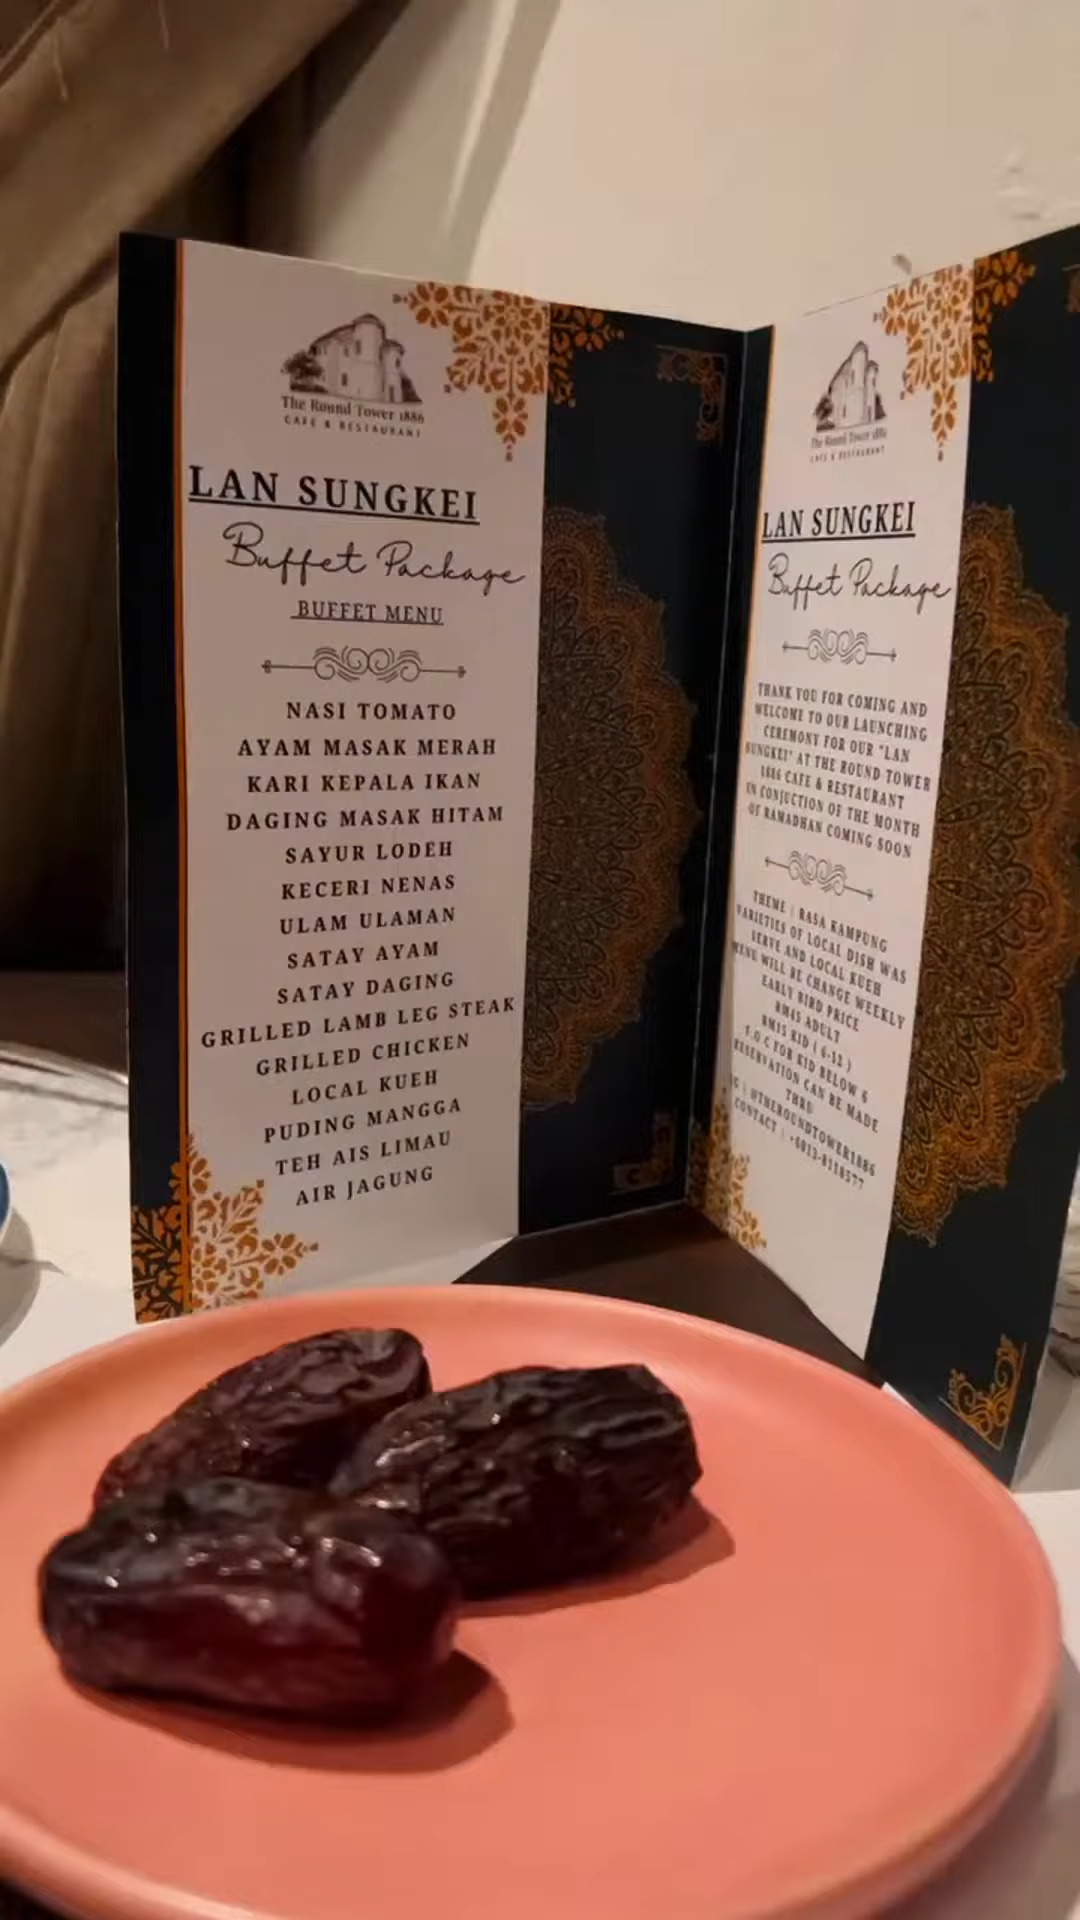 The Round Tower 1886
CAFE & RESTAURANT
LAN SUNGKEI
Buffet Package
BUFFET MENU
NASI TOMATO
AYAM MASAK MERAH
KARI KEPALA IKAN
DAGING MASAK HITAM
SAYUR LODEH
KECERI NENAS
ULAM ULAMAN
SATAY AYAM
SATAY DAGING
GRILLED LAMB LEG STEAK
GRILLED CHICKEN
LOCAL KUEH
PUDING MANGGA
TEH AIS LIMAU
AIR JAGUNG
The Round Tower 1886
CAFE & RESTAURANT
LAN SUNGKEI
Buffet Package
THANK YOU FOR COMING AND
WELCOME TO OUR LAUNCHING
CEREMONY FOR OUR "LAN
SUNGKEI" AT THE ROUND TOWER
1886 CAFE & RESTAURANT
IN CONJUCTION OF THE MONTH
OF RAMADHAN COMING SOON
THEME | RASA KAMPUNG
VARIETIES OF LOCAL DISH WAS
SERVE AND LOCAL KUEH
MENU WILL BE CHANGE WEEKLY
EARLY BIRD PRICE
RM45 ADULT
RM15 KID ( 6-12 )
F.O.C FOR KID BELOW 6
RESERVATION CAN BE MADE
THRU
IG | @THEROUNDTOWER1886
CONTACT | +6013-8118577